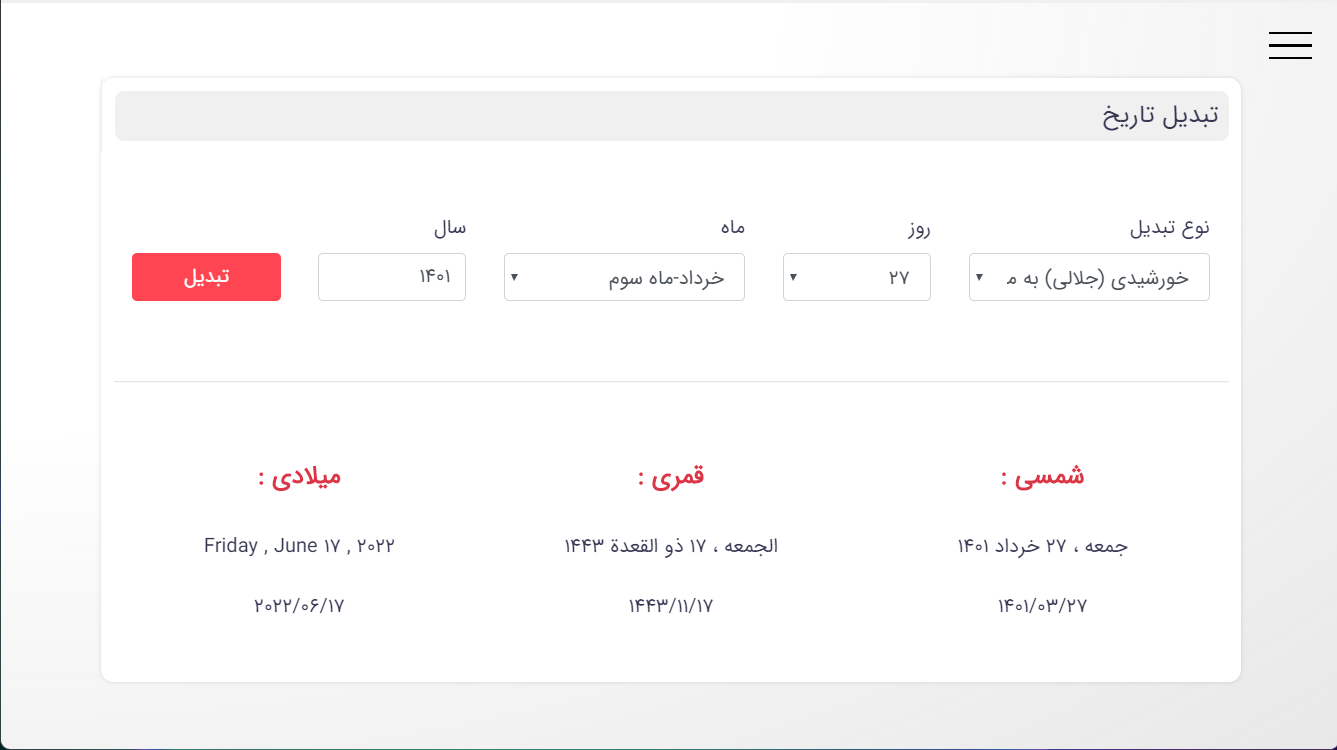 تبدیل تاریخ
نوع تبدیل
روز
ماه
سال
خورشیدی (جلالی) به م
۲۷
خرداد-ماه سوم
۱۴۰۱
تبدیل
شمسی :
قمری :
میلادی :
جمعه ، ۲۷ خرداد ۱۴۰۱
الجمعه ، ۱۷ ذو القعدة ۱۴۴۳
Friday , June ۱۷ , ۲۰۲۲
۱۴۰۱/۰۳/۲۷
۱۴۴۳/۱۱/۱۷
۲۰۲۲/۰۶/۱۷